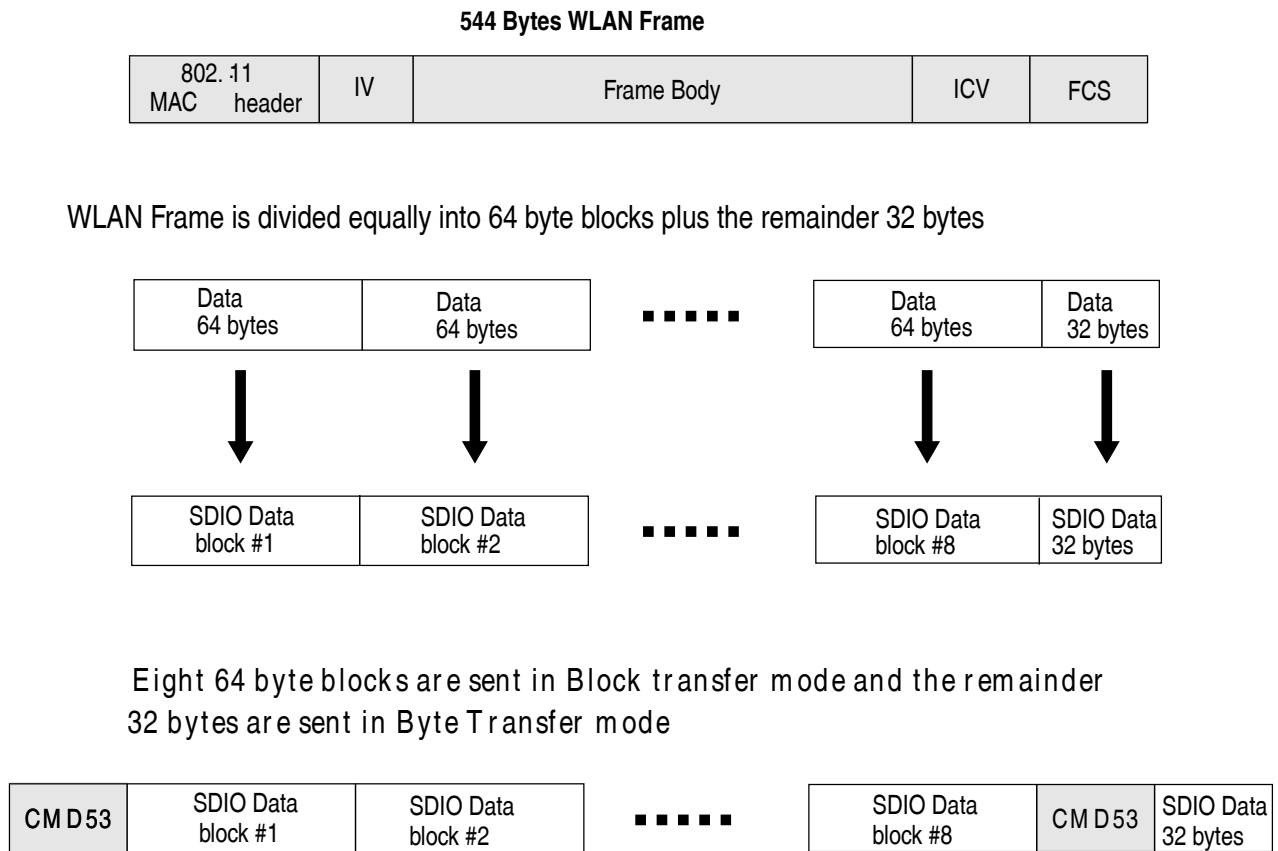 544 Bytes WLAN Frame
802.11
MAC header
IV
Frame Body
ICV
FCS
WLAN Frame is divided equally into 64 byte blocks plus the remainder 32 bytes
Data
64 bytes
Data
64 bytes
Data
64 bytes
Data
32 bytes
SDIO Data
block #1
SDIO Data
block #2
SDIO Data
block #8
SDIO Data
32 bytes
Eight 64 byte blocks are sent in Block transfer mode and the remainder
32 bytes are sent in Byte Transfer mode
CMD53
SDIO Data
block #1
SDIO Data
block #2
SDIO Data
block #8
CMD53
SDIO Data
32 bytes